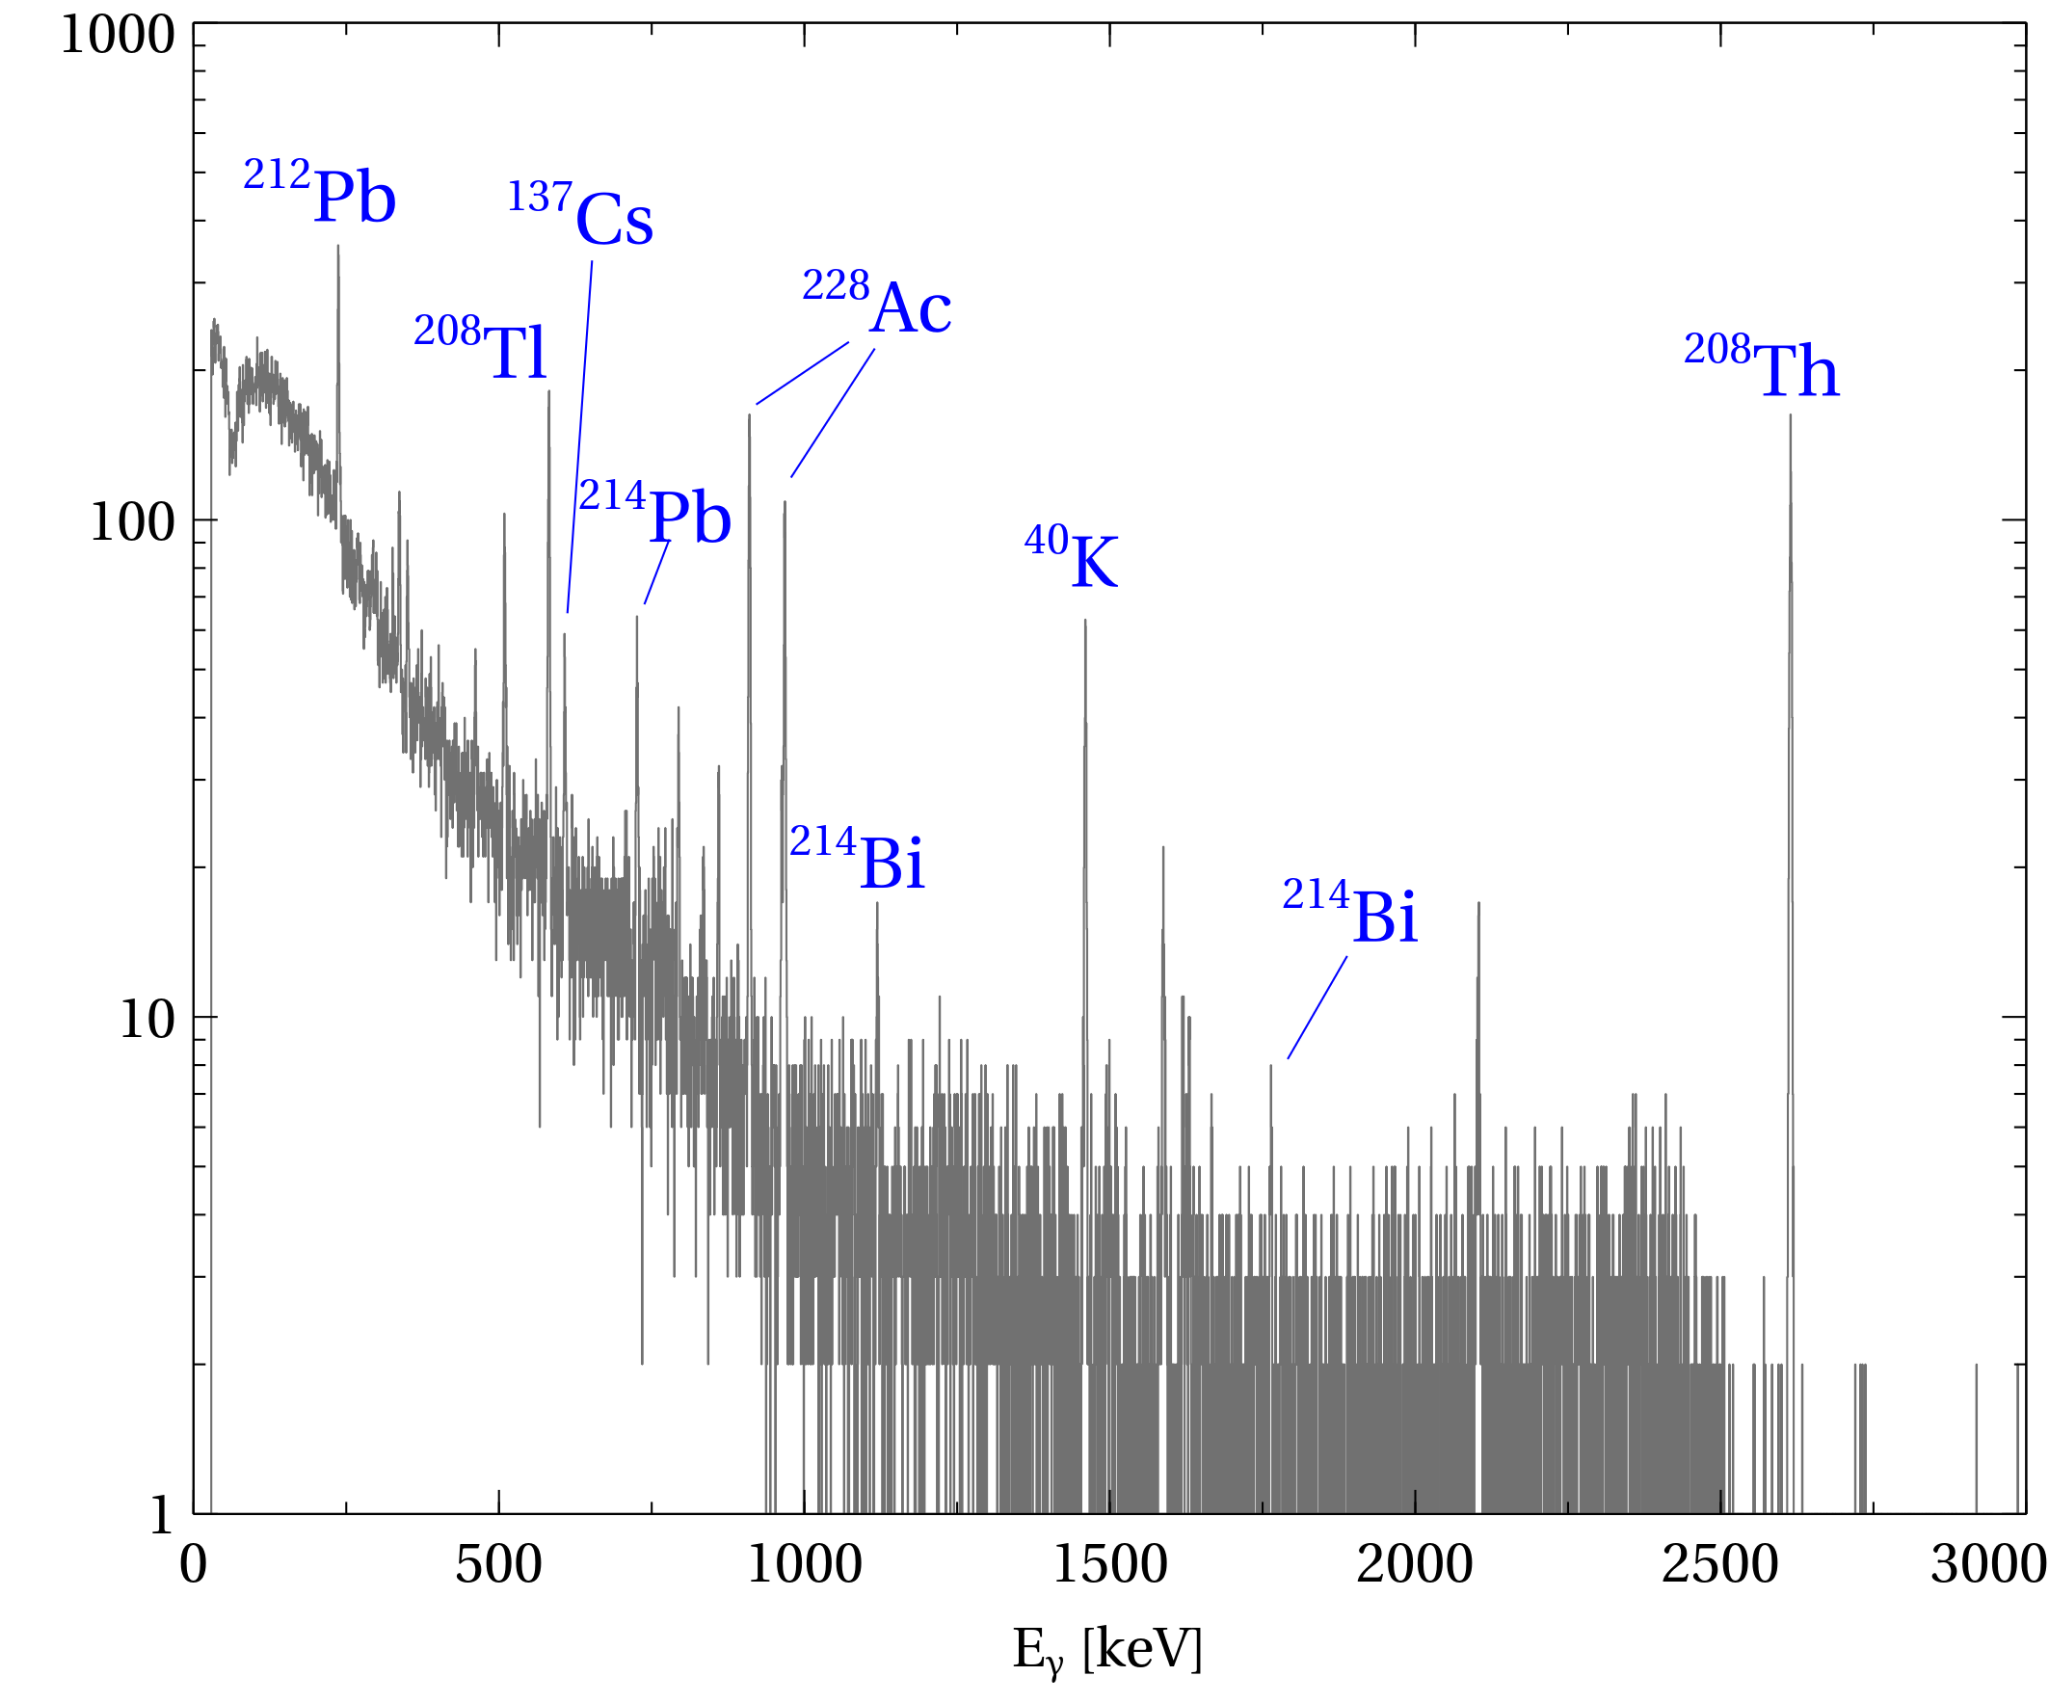 1000
²¹²Pb
¹³⁷Cs
²²⁸Ac
²⁰⁸Tl
²⁰⁸Th
²¹⁴Pb
100
⁴⁰K
²¹⁴Bi
²¹⁴Bi
10
1
0 500 1000 1500 2000 2500 3000
Eᵧ [keV]